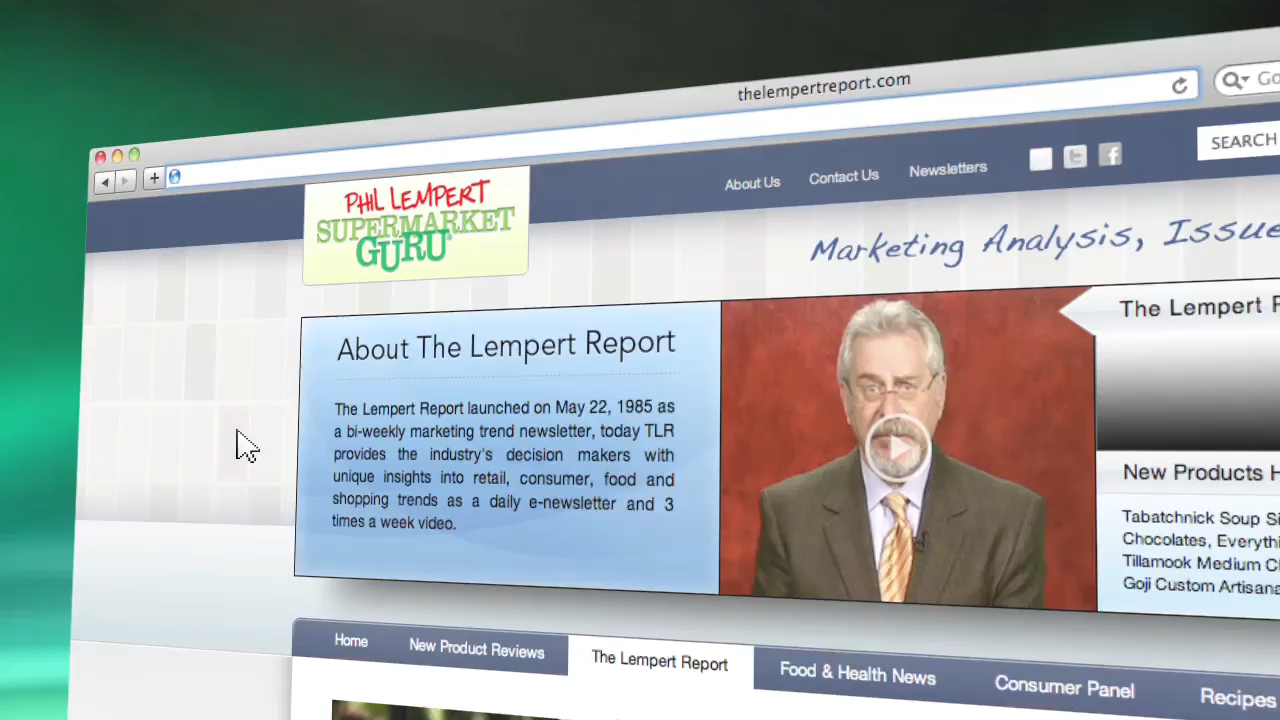 thelempertreport.com
Go
About Us
Contact Us
Newsletters
SEARCH
PHIL LEMPERT
SUPERMARKET
GURU®
Marketing Analysis, Issue
About The Lempert Report
The Lempert Report launched on May 22, 1985 as
a bi-weekly marketing trend newsletter, today TLR
provides the industry's decision makers with
unique insights into retail, consumer, food and
shopping trends as a daily e-newsletter and 3
times a week video.
The Lempert
New Products H
Tabatchnick Soup Si
Chocolates, Everythi
Tillamook Medium C
Goji Custom Artisana
Home
New Product Reviews
The Lempert Report
Food & Health News
Consumer Panel
Recipes